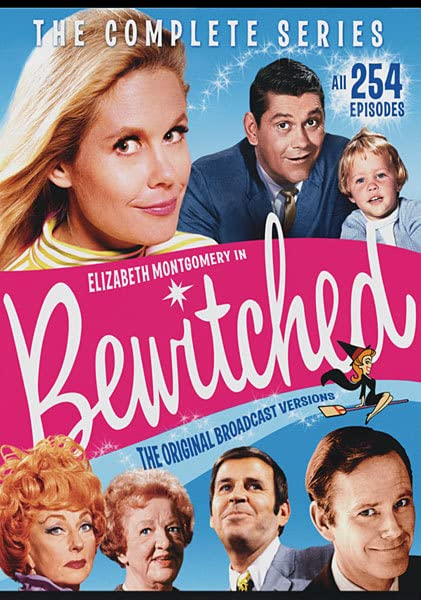 THE COMPLETE SERIES
All 254
EPISODES
ELIZABETH MONTGOMERY IN
Bewitched
THE ORIGINAL BROADCAST VERSIONS